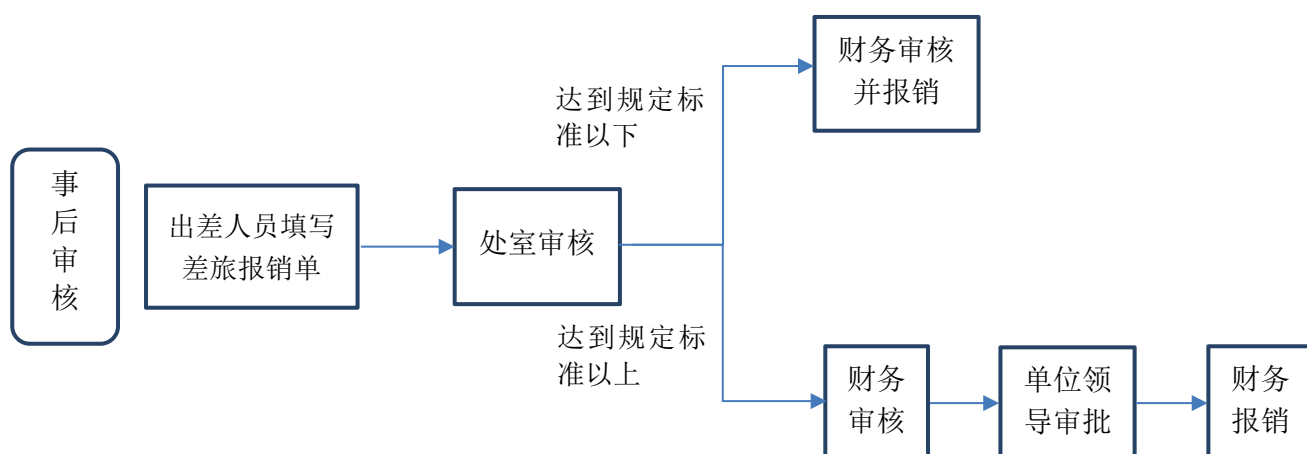 事
后
审
核
出差人员填写
差旅报销单
处室审核
达到规定标
准以下
财务审核
并报销
达到规定标
准以上
财务
审核
单位领
导审批
财务
报销